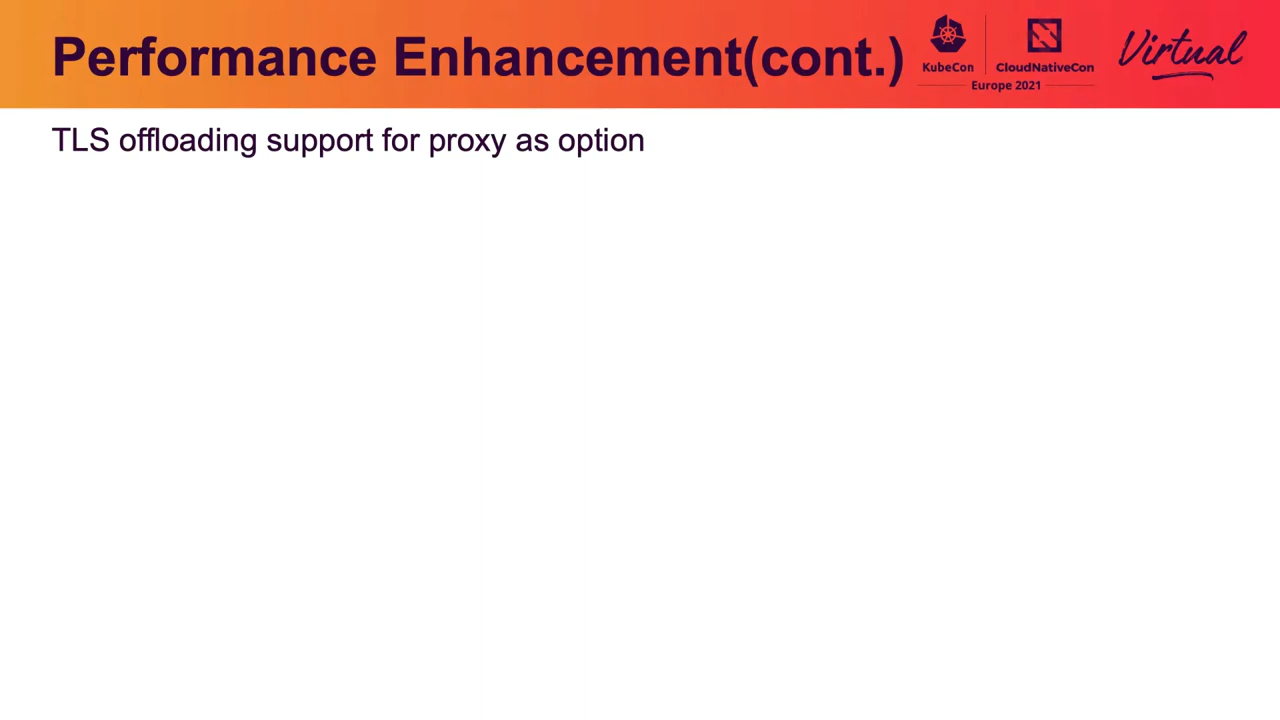 Performance Enhancement(cont.)
KubeCon
CloudNativeCon
Europe 2021
Virtual
TLS offloading support for proxy as option